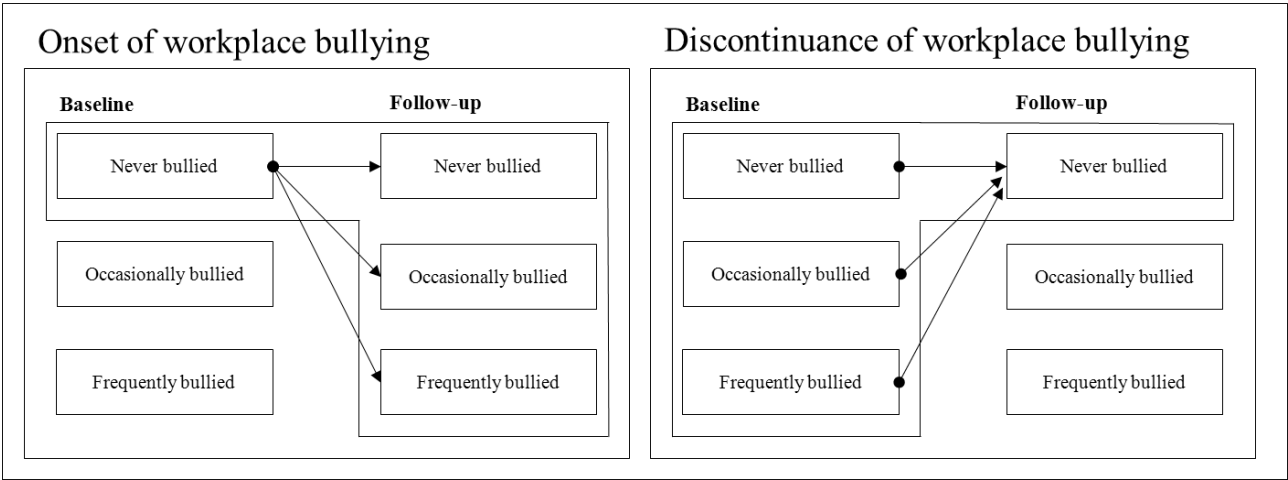 Onset of workplace bullying
Baseline
Follow-up
Never bullied
Never bullied
Occasionally bullied
Occasionally bullied
Frequently bullied
Frequently bullied
Discontinuance of workplace bullying
Baseline
Follow-up
Never bullied
Never bullied
Occasionally bullied
Occasionally bullied
Frequently bullied
Frequently bullied